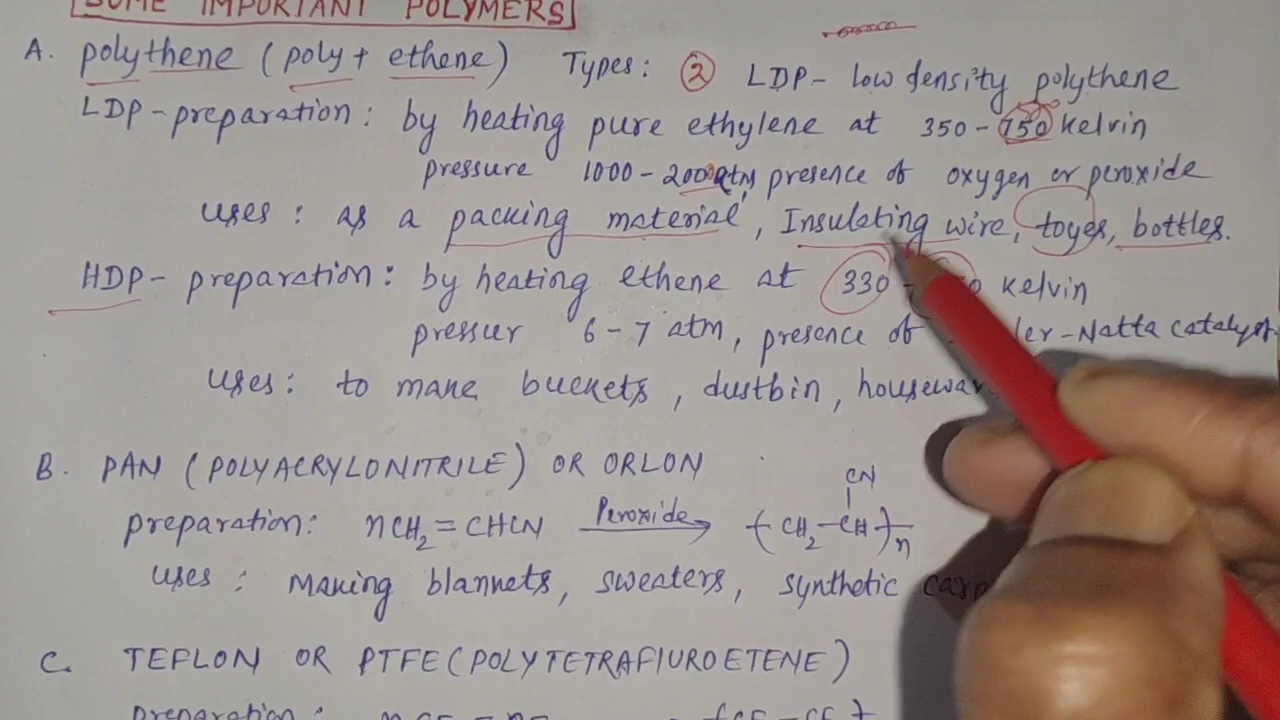 SOME IMPORTANT POLYMERS
A. polythene (poly+ ethene) Types: 2 LDP- low density polythene
LDP-preparation: by heating pure ethylene at 350-750 Kelvin
pressure 1000-2000 atm, presence of oxygen or peroxide
uses: as a packing material, Insulating wire, toyes, bottles.
HDP- preparation: by heating ethene at 330 - Kelvin
pressur 6-7 atm, presence of -Natta catalyst
uses: to make buckets, dustbin,
B. PAN (POLYACRYLONITRILE) OR ORLON
CN
preparation: nCH2=CHCN Peroxide (CH2-CH)n
uses: Making blankets, sweaters, synthetic
C. TEFLON OR PTFE(POLYTETRAFIUROETENE)
preparation: